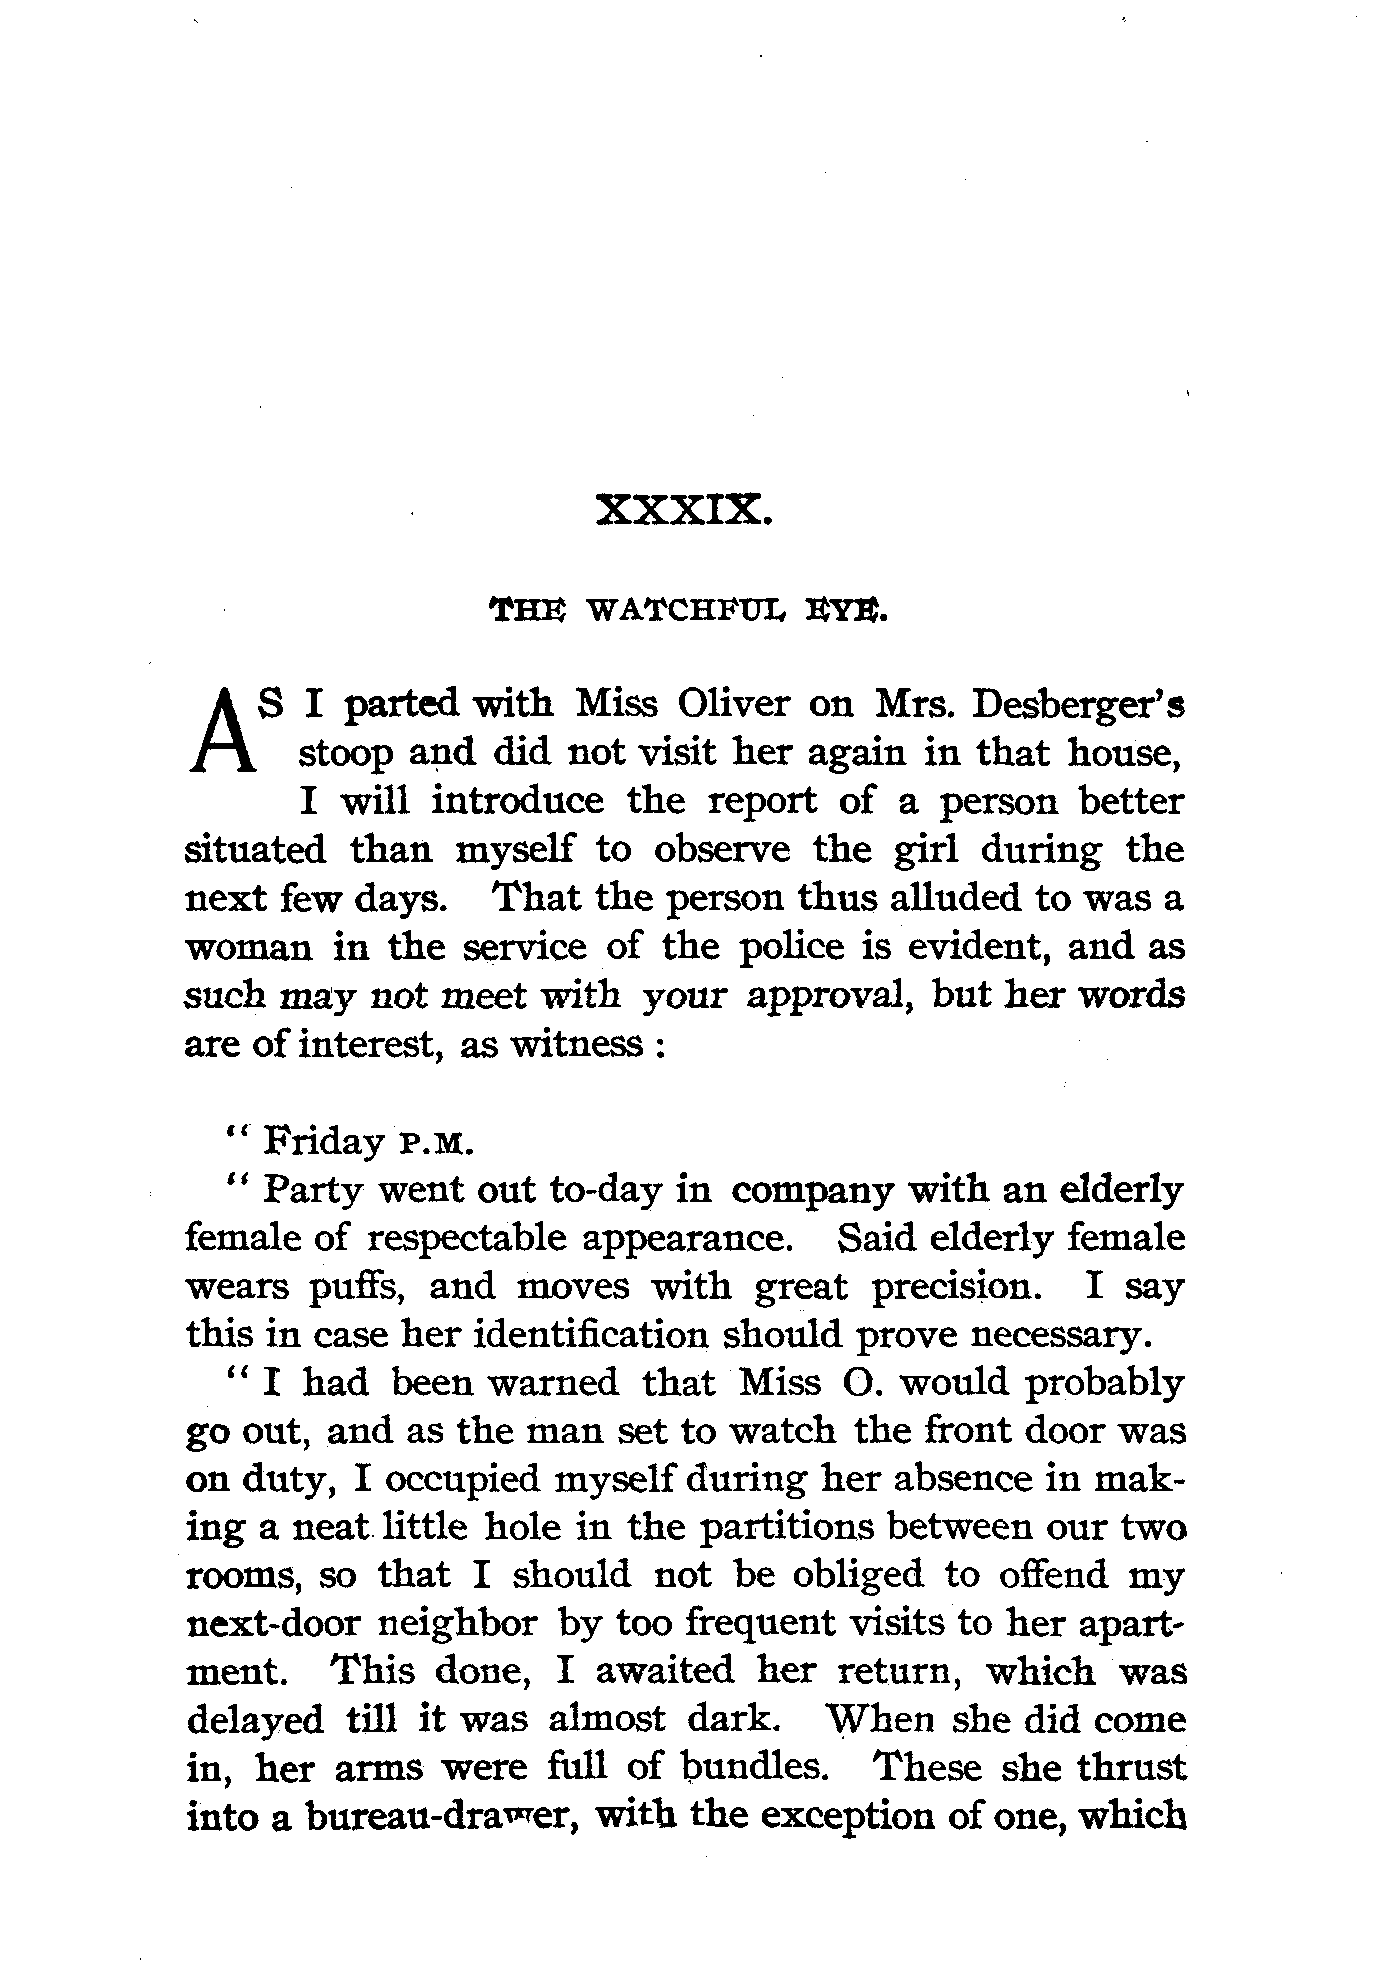 XXXIX.
THE WATCHFUL EYE.
AS I parted with Miss Oliver on Mrs. Desberger's
stoop and did not visit her again in that house,
I will introduce the report of a person better
situated than myself to observe the girl during the
next few days. That the person thus alluded to was a
woman in the service of the police is evident, and as
such may not meet with your approval, but her words
are of interest, as witness :
" Friday P.M.
" Party went out to-day in company with an elderly
female of respectable appearance. Said elderly female
wears puffs, and moves with great precision. I say
this in case her identification should prove necessary.
" I had been warned that Miss O. would probably
go out, and as the man set to watch the front door was
on duty, I occupied myself during her absence in mak-
ing a neat little hole in the partitions between our two
rooms, so that I should not be obliged to offend my
next-door neighbor by too frequent visits to her apart-
ment. This done, I awaited her return, which was
delayed till it was almost dark. When she did come
in, her arms were full of bundles. These she thrust
into a bureau-drawer, with the exception of one, which